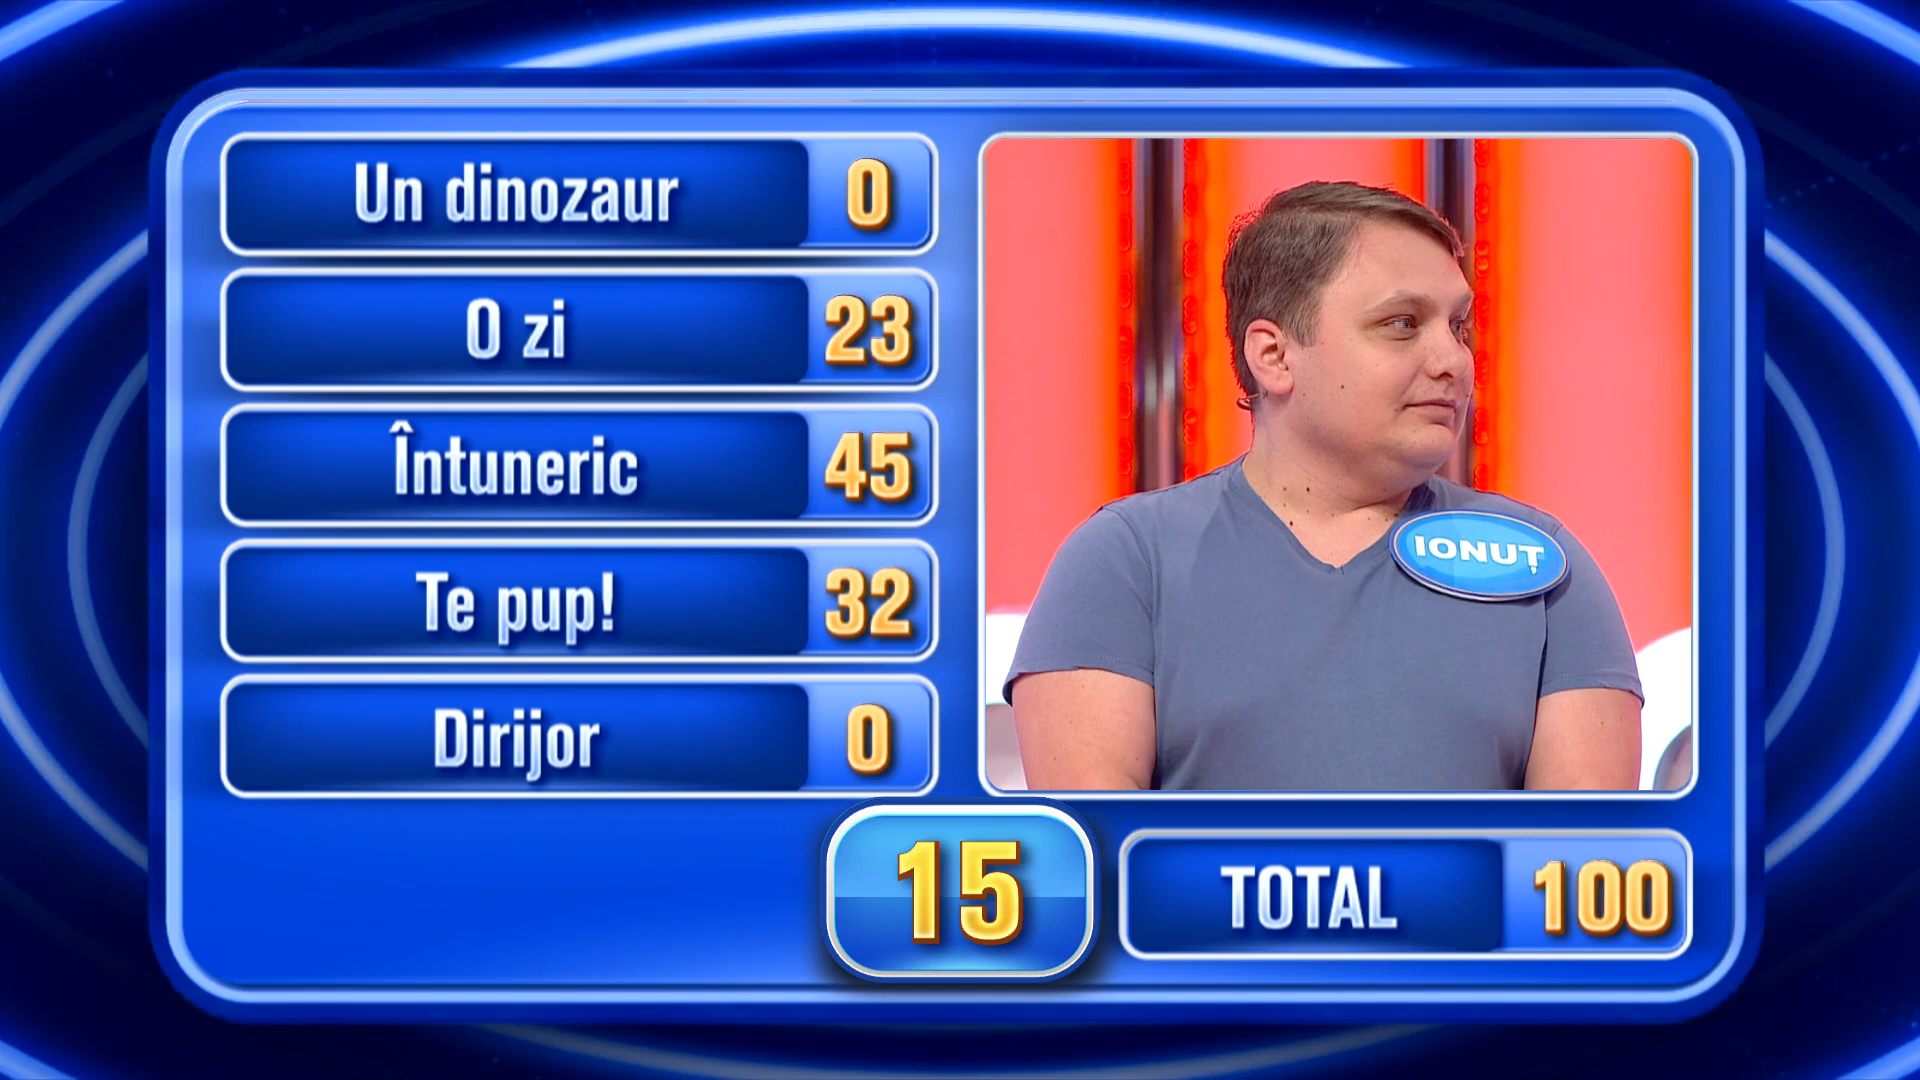 Un dinozaur 0
O zi 23
Întuneric 45
Te pup! 32
Dirijor 0
IONUȚ
15
TOTAL 100